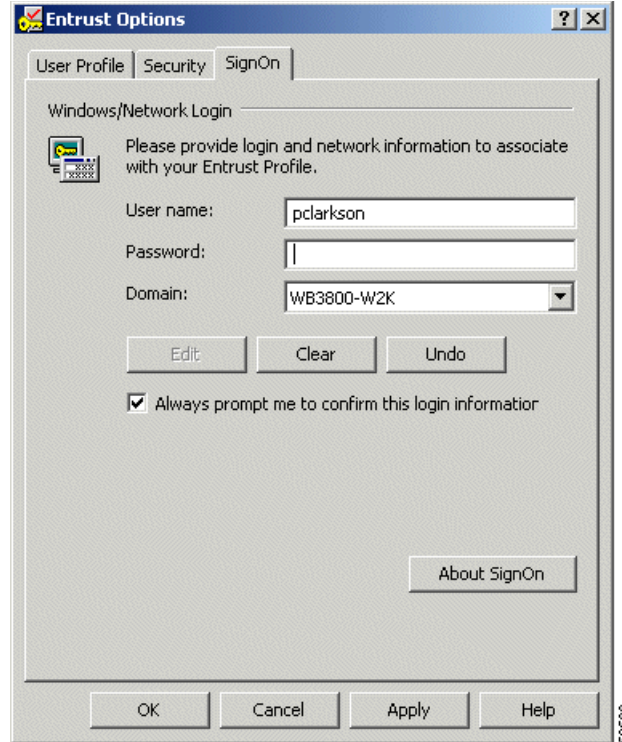 Entrust Options
User Profile
Security
SignOn
Windows/Network Login
Please provide login and network information to associate
with your Entrust Profile.
User name:
pclarkson
Password:
Domain:
WB3800-W2K
Edit
Clear
Undo
Always prompt me to confirm this login information
About SignOn
OK
Cancel
Apply
Help